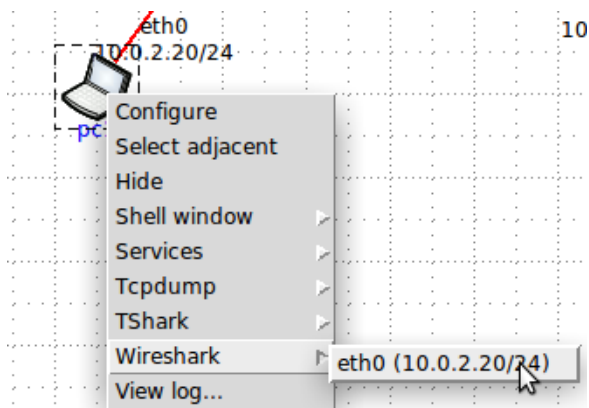 eth0
10
10.0.2.20/24
pc
Configure
Select adjacent
Hide
Shell window
Services
Tcpdump
TShark
Wireshark
eth0 (10.0.2.20/24)
View log...